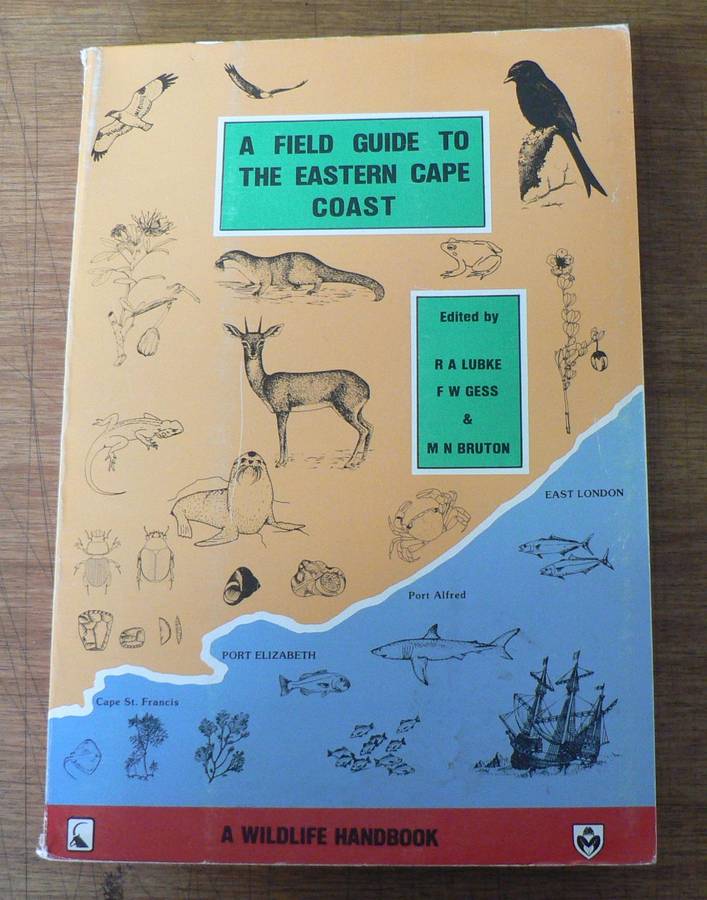 A FIELD GUIDE TO
THE EASTERN CAPE
COAST
Edited by
R A LUBKE
F W GESS
&
M N BRUTON
EAST LONDON
Port Alfred
PORT ELIZABETH
Cape St. Francis
A WILDLIFE HANDBOOK